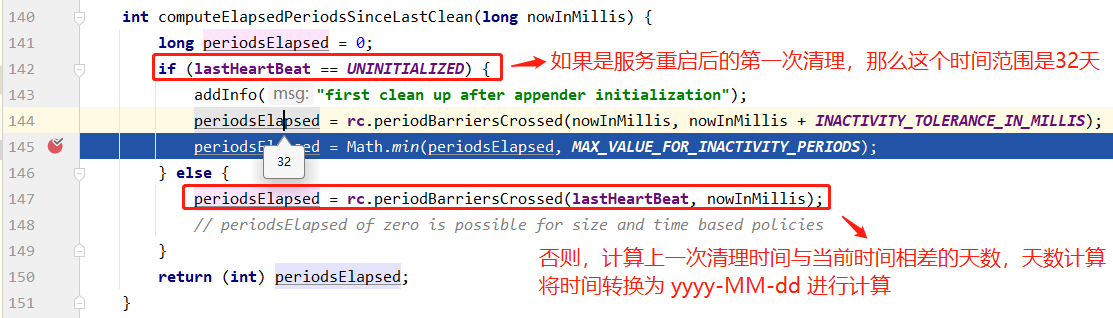 140 int computeElapsedPeriodsSinceLastClean(long nowInMillis) {
141 long periodsElapsed = 0;
142 if (lastHeartBeat == UNINITIALIZED) { 如果是服务重启后的第一次清理，那么这个时间范围是32天
143 addInfo( msg: "first clean up after appender initialization");
144 periodsElapsed = rc.periodBarriersCrossed(nowInMillis, nowInMillis + INACTIVITY_TOLERANCE_IN_MILLIS);
145 periodsElapsed = Math.min(periodsElapsed, MAX_VALUE_FOR_INACTIVITY_PERIODS);
32
146 } else {
147 periodsElapsed = rc.periodBarriersCrossed(lastHeartBeat, nowInMillis);
148 // periodsElapsed of zero is possible for size and time based policies
149 }
否则，计算上一次清理时间与当前时间相差的天数，天数计算
150 return (int) periodsElapsed;
将时间转换为 yyyy-MM-dd 进行计算
151 }